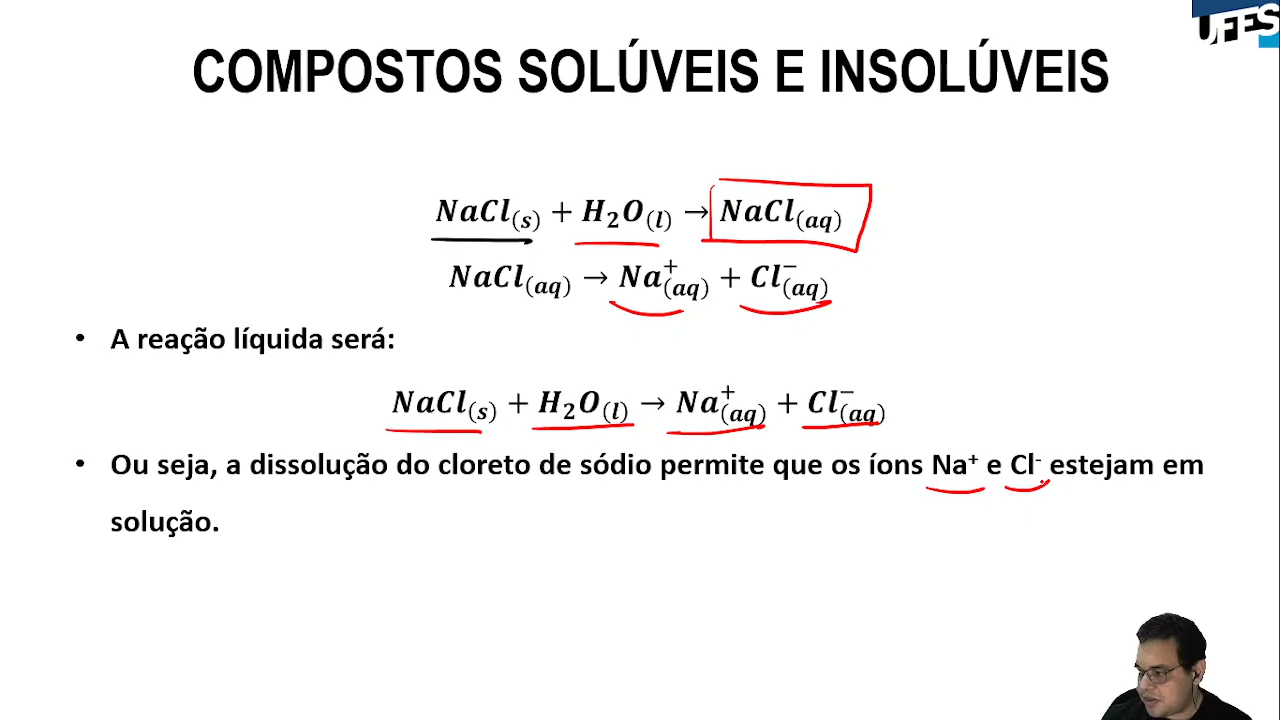 UFES
COMPOSTOS SOLÚVEIS E INSOLÚVEIS
NaCl(s) + H₂O(l) → NaCl(aq)
NaCl(aq) → Na⁺(aq) + Cl⁻(aq)
• A reação líquida será:
NaCl(s) + H₂O(l) → Na⁺(aq) + Cl⁻(aq)
• Ou seja, a dissolução do cloreto de sódio permite que os íons Na⁺ e Cl⁻ estejam em
solução.